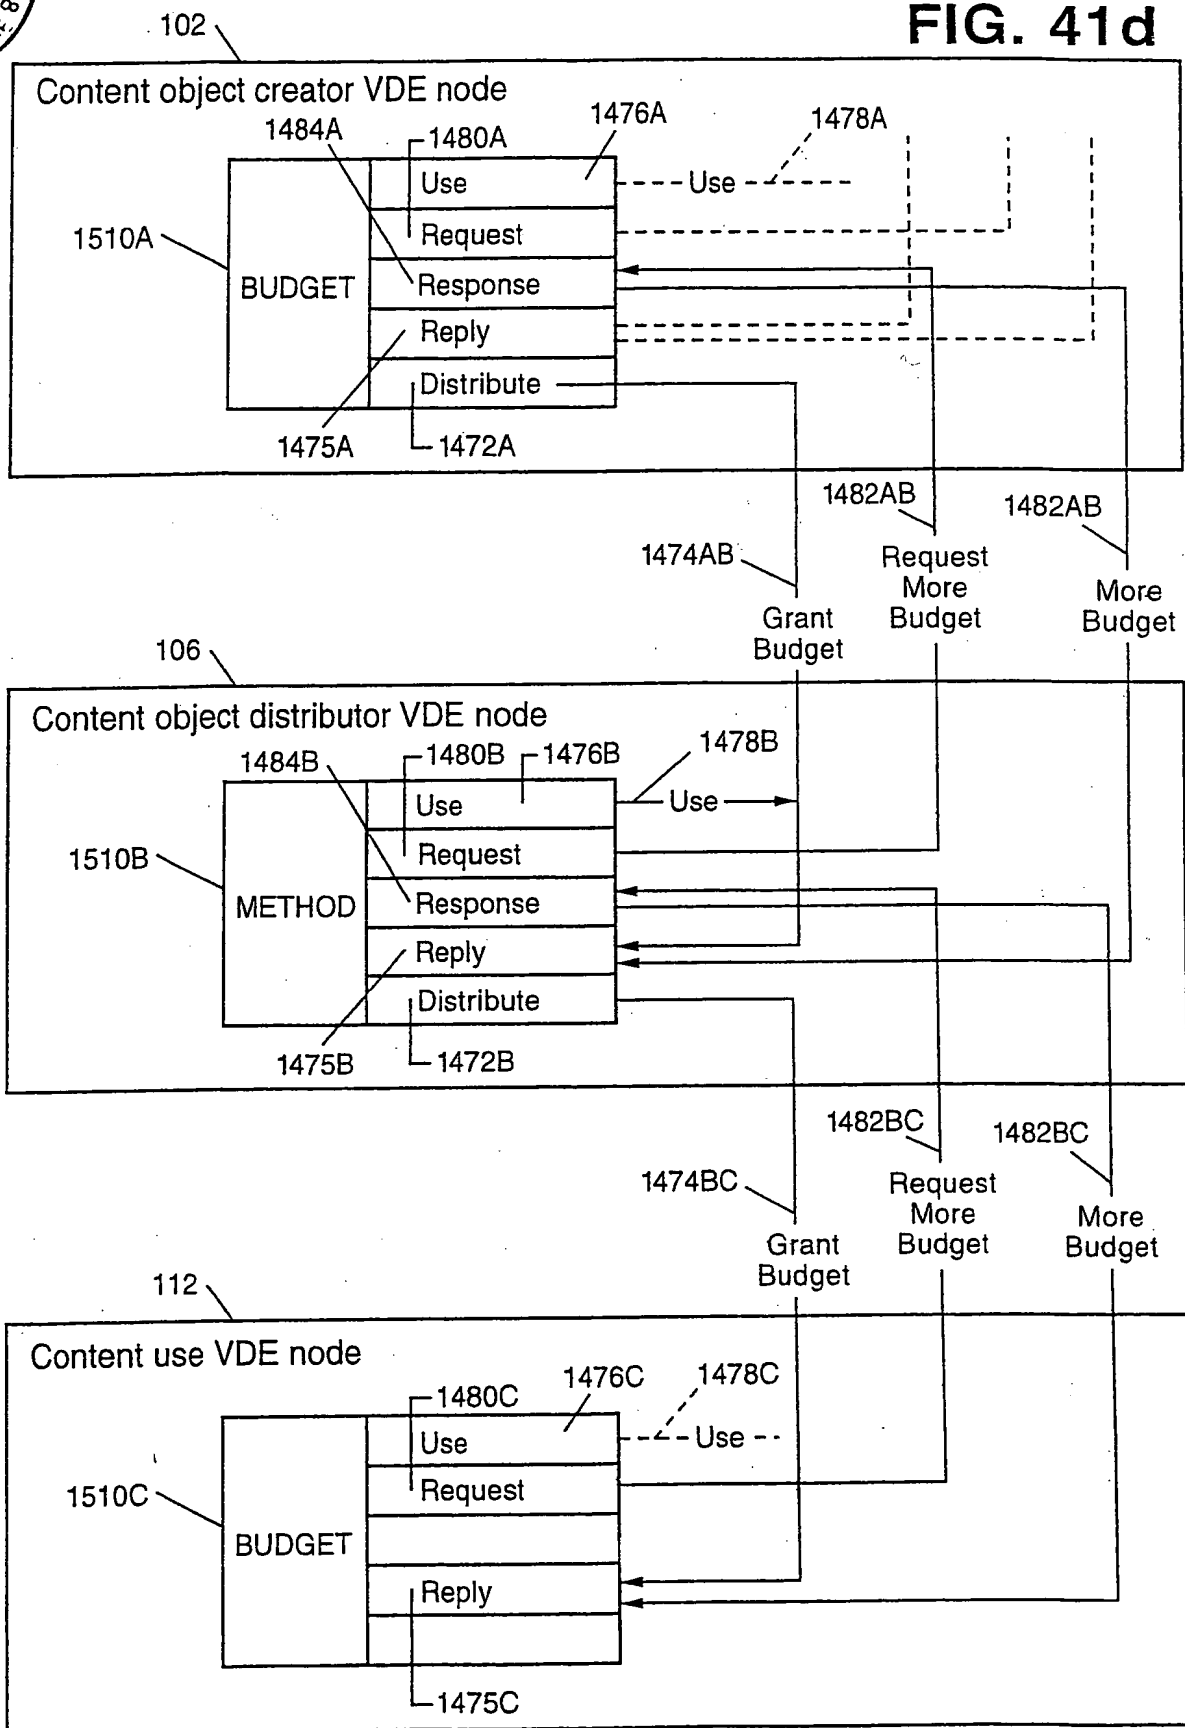 FIG. 41d
102
Content object creator VDE node
1484A
1480A
1476A
1478A
Use
Use
1510A
Request
BUDGET
Response
Reply
Distribute
1475A
1472A
1474AB
1482AB
1482AB
Grant
Budget
Request
More
Budget
More
Budget
106
Content object distributor VDE node
1484B
1480B
1476B
1478B
Use
Use
1510B
Request
METHOD
Response
Reply
Distribute
1475B
1472B
1474BC
1482BC
1482BC
Grant
Budget
Request
More
Budget
More
Budget
112
Content use VDE node
1480C
1476C
1478C
Use
Use
1510C
Request
BUDGET
Reply
1475C